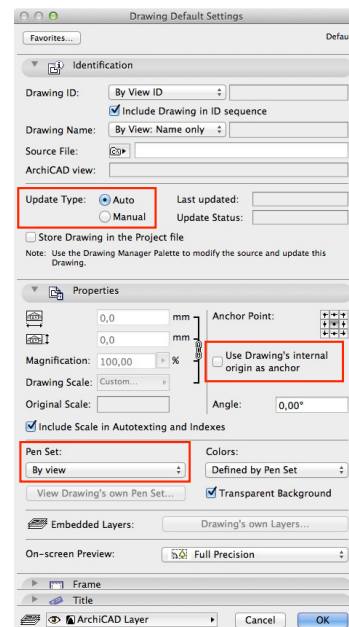 Drawing Default Settings
Favorites...
Defau
Identification
Drawing ID: By View ID
Include Drawing in ID sequence
Drawing Name: By View: Name only
Source File:
ArchiCAD view:
Update Type: Auto Last updated:
Manual Update Status:
Store Drawing in the Project file
Note: Use the Drawing Manager Palette to modify the source and update this
Drawing.
Properties
0,0 mm Anchor Point:
0,0 mm
Magnification: 100,00 % Use Drawing's internal
origin as anchor
Drawing Scale: Custom...
Original Scale: Angle: 0,00°
Include Scale in Autotexting and Indexes
Pen Set: Colors:
By view Defined by Pen Set
View Drawing's own Pen Set... Transparent Background
Embedded Layers: Drawing's own Layers...
On-screen Preview: Full Precision
Frame
Title
ArchiCAD Layer Cancel OK